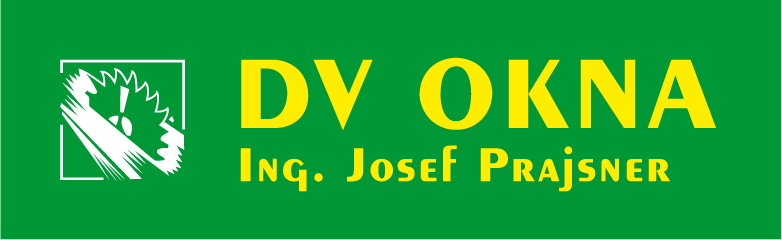 DV OKNA
Ing. Josef Prajsner